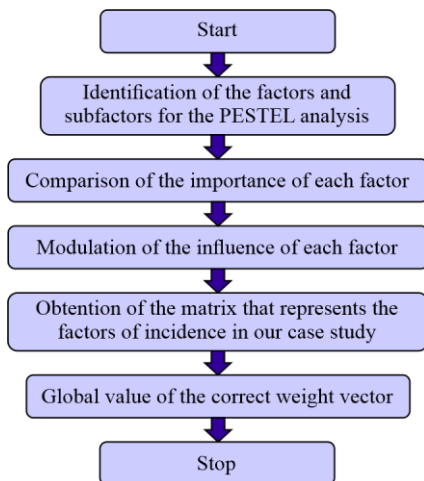 Start
Identification of the factors and
subfactors for the PESTEL analysis
Comparison of the importance of each factor
Modulation of the influence of each factor
Obtention of the matrix that represents the
factors of incidence in our case study
Global value of the correct weight vector
Stop